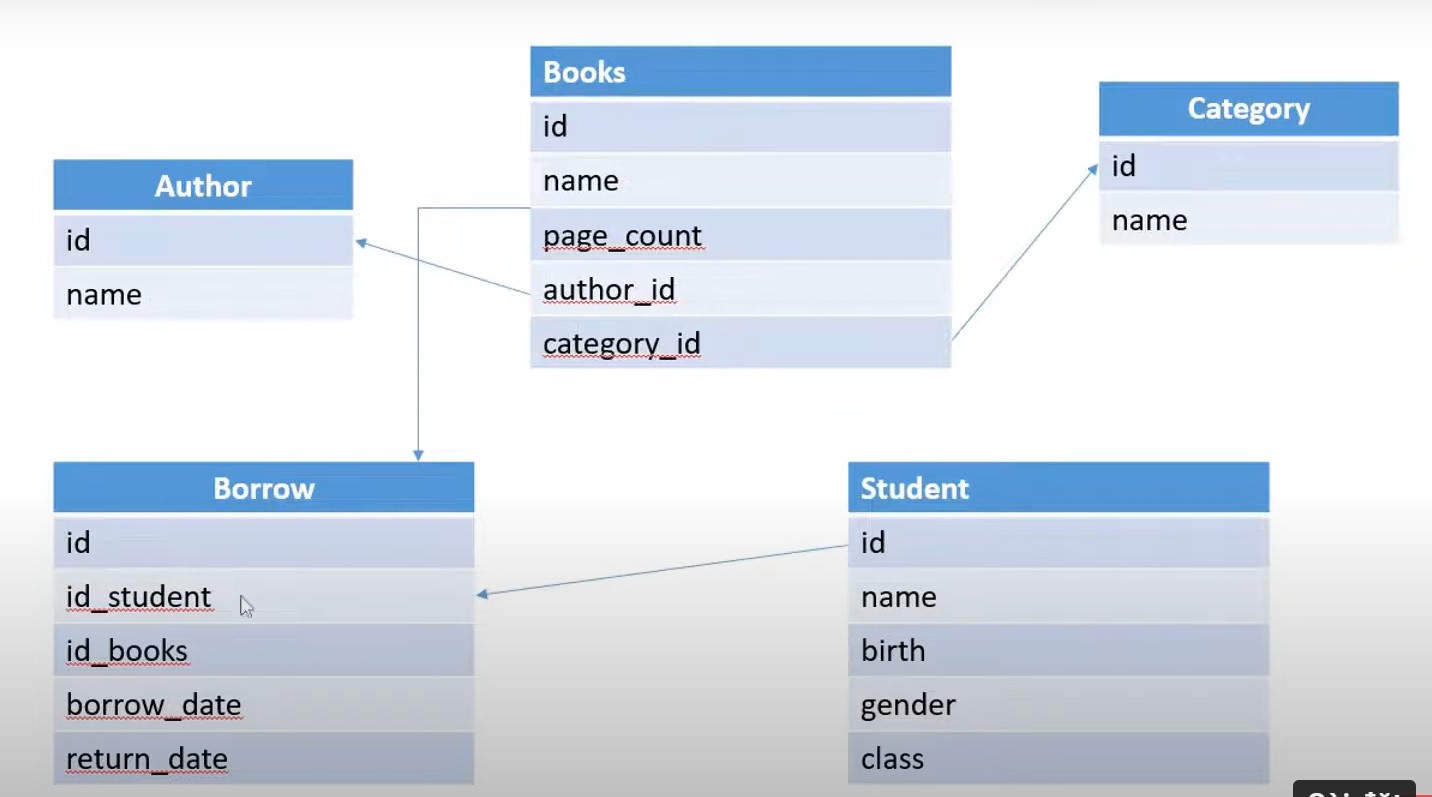 Books
id
name
page_count
author_id
category_id
Category
id
name
Author
id
name
Borrow
id
id_student
id_books
borrow_date
return_date
Student
id
name
birth
gender
class